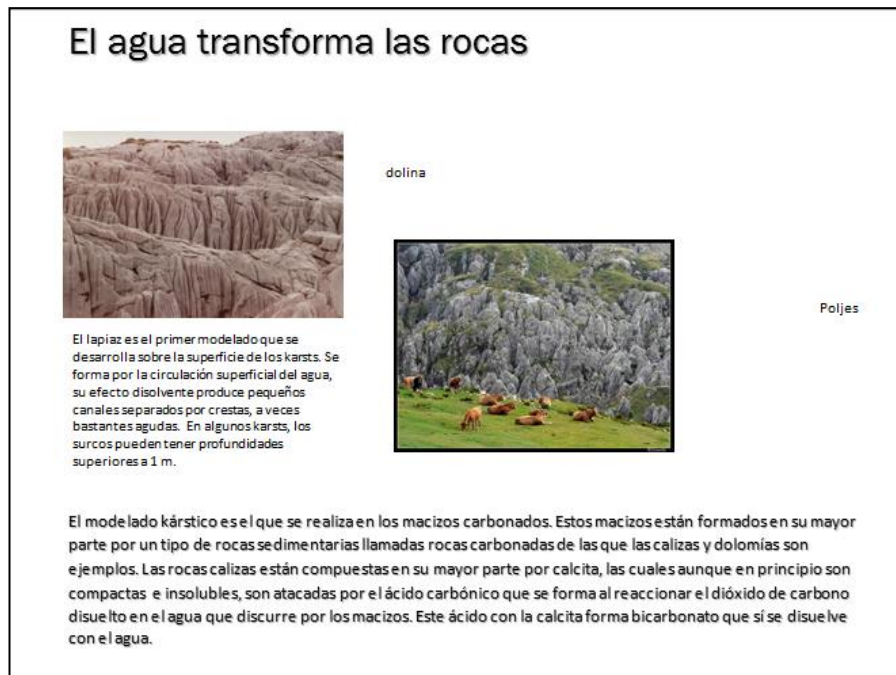 El agua transforma las rocas
dolina
Poljes
El lapiaz es el primer modelado que se
desarrolla sobre la superficie de los karsts. Se
forma por la circulación superficial del agua,
su efecto disolvente produce pequeños
canales separados por crestas, a veces
bastantes agudas. En algunos karsts, los
surcos pueden tener profundidades
superiores a 1 m.
El modelado kárstico es el que se realiza en los macizos carbonados. Estos macizos están formados en su mayor
parte por un tipo de rocas sedimentarias llamadas rocas carbonadas de las que las calizas y dolomías son
ejemplos. Las rocas calizas están compuestas en su mayor parte por calcita, las cuales aunque en principio son
compactas e insolubles, son atacadas por el ácido carbónico que se forma al reaccionar el dióxido de carbono
disuelto en el agua que discurre por los macizos. Este ácido con la calcita forma bicarbonato que sí se disuelve
con el agua.